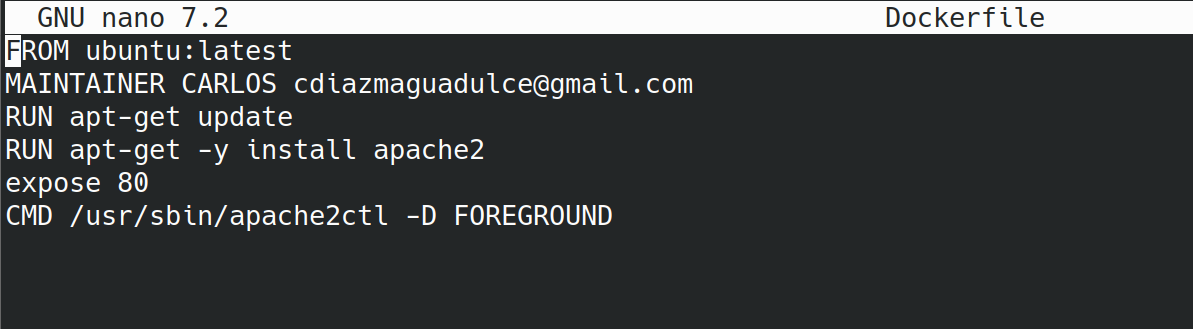 GNU nano 7.2 Dockerfile
FROM ubuntu:latest
MAINTAINER CARLOS cdiazmaguadulce@gmail.com
RUN apt-get update
RUN apt-get -y install apache2
expose 80
CMD /usr/sbin/apache2ctl -D FOREGROUND